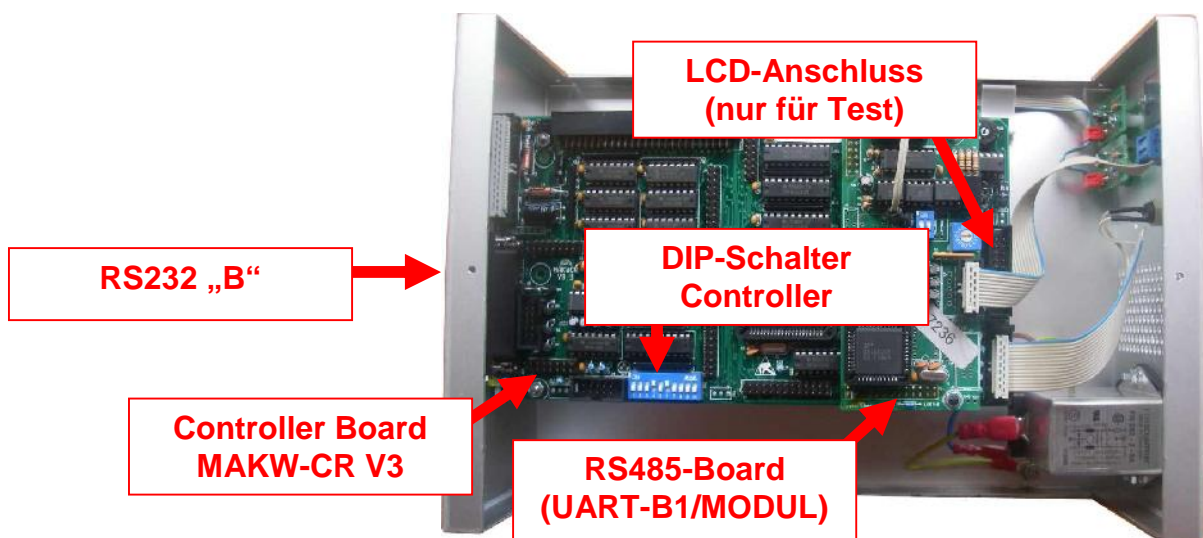 LCD-Anschluss
(nur für Test)
RS232 „B“
DIP-Schalter
Controller
7236
Controller Board
MAKW-CR V3
RS485-Board
(UART-B1/MODUL)